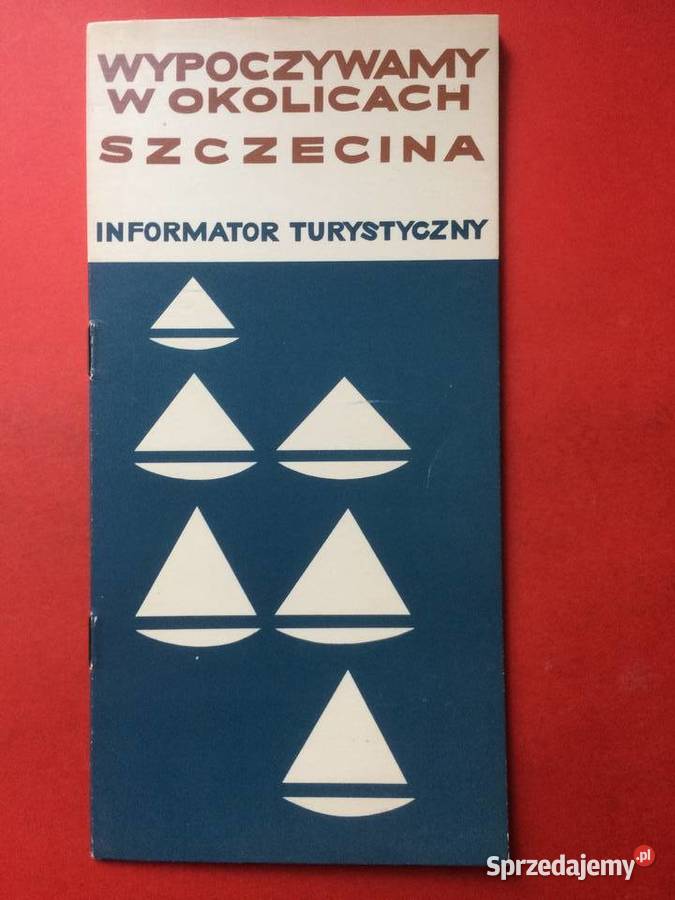 WYPOCZYWAMY
W OKOLICACH
SZCZECINA
INFORMATOR TURYSTYCZNY
Sprzedajemy.pl